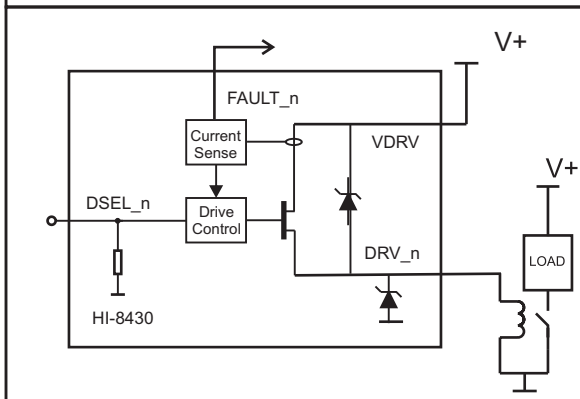 V+
FAULT_n
Current
Sense
VDRV
V+
DSEL_n
Drive
Control
DRV_n
LOAD
HI-8430